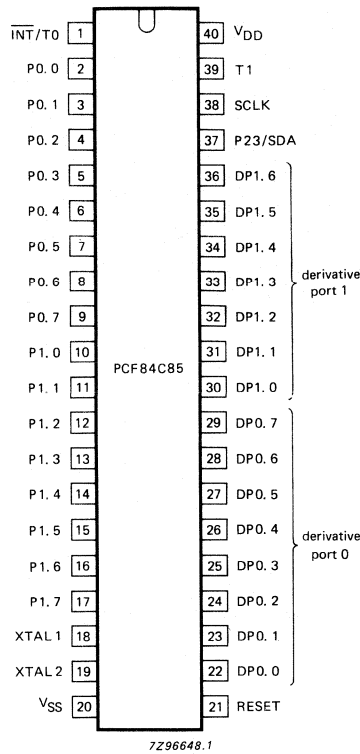 INT/T0 1 40 VDD
P0.0 2 39 T1
P0.1 3 38 SCLK
P0.2 4 37 P23/SDA
P0.3 5 36 DP1.6
P0.4 6 35 DP1.5
P0.5 7 34 DP1.4
P0.6 8 33 DP1.3
derivative
port 1
P0.7 9 32 DP1.2
P1.0 10 31 DP1.1
PCF84C85
P1.1 11 30 DP1.0
P1.2 12 29 DP0.7
P1.3 13 28 DP0.6
P1.4 14 27 DP0.5
P1.5 15 26 DP0.4
derivative
port 0
P1.6 16 25 DP0.3
P1.7 17 24 DP0.2
XTAL1 18 23 DP0.1
XTAL2 19 22 DP0.0
VSS 20 21 RESET
7Z96648.1